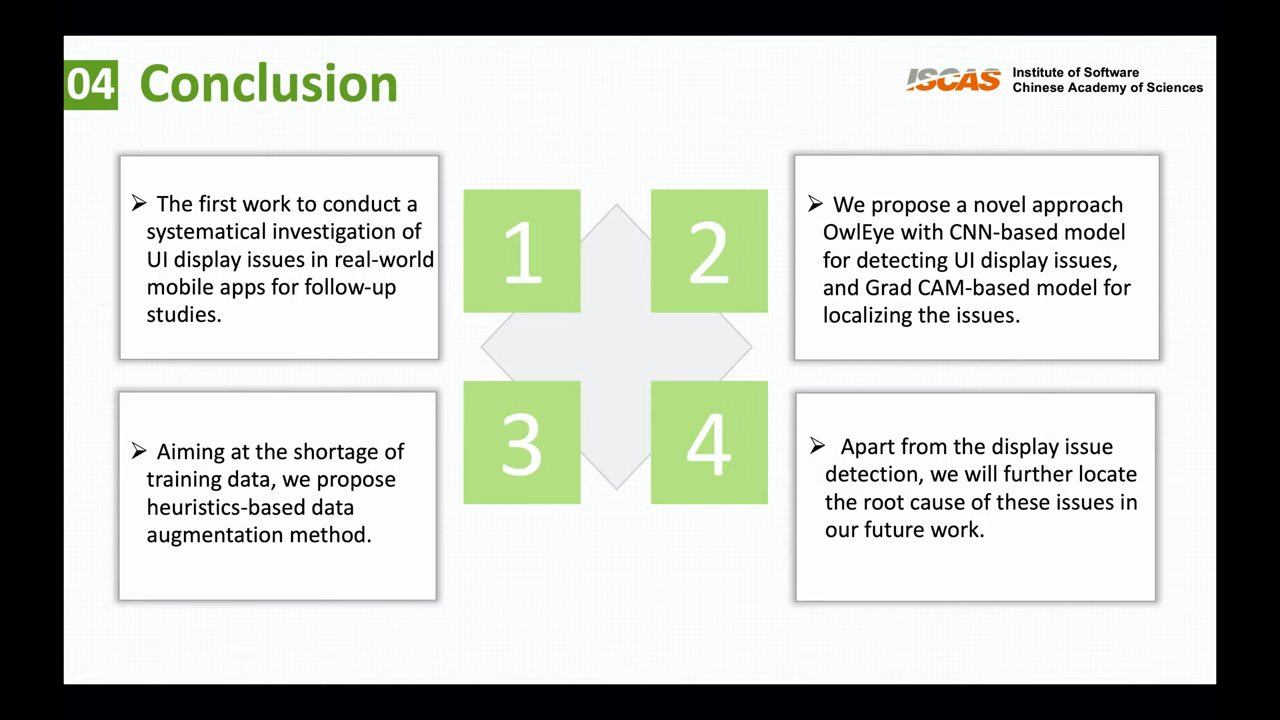 04 Conclusion
ISCAS
Institute of Software
Chinese Academy of Sciences
➢ The first work to conduct a
systematical investigation of
UI display issues in real-world
mobile apps for follow-up
studies.
1
2
➢ We propose a novel approach
OwlEye with CNN-based model
for detecting UI display issues,
and Grad CAM-based model for
localizing the issues.
➢ Aiming at the shortage of
training data, we propose
heuristics-based data
augmentation method.
3
4
➢ Apart from the display issue
detection, we will further locate
the root cause of these issues in
our future work.